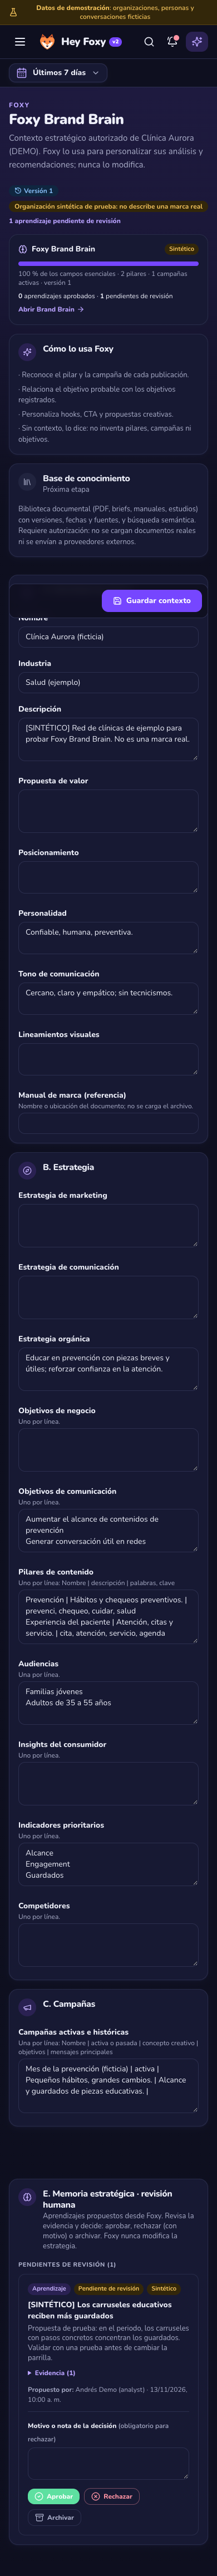 Datos de demostración: organizaciones, personas y
conversaciones ficticias
Hey Foxy v2
Últimos 7 días
FOXY
Foxy Brand Brain
Contexto estratégico autorizado de Clínica Aurora
(DEMO). Foxy lo usa para personalizar sus análisis y
recomendaciones; nunca lo modifica.
Versión 1
Organización sintética de prueba: no describe una marca real
1 aprendizaje pendiente de revisión
Foxy Brand Brain
Sintético
100 % de los campos esenciales · 2 pilares · 1 campañas
activas · versión 1
0 aprendizajes aprobados · 1 pendientes de revisión
Abrir Brand Brain →
Cómo lo usa Foxy
· Reconoce el pilar y la campaña de cada publicación.
· Relaciona el objetivo probable con los objetivos
registrados.
· Personaliza hooks, CTA y propuestas creativas.
· Sin contexto, lo dice: no inventa pilares, campañas ni
objetivos.
Base de conocimiento
Próxima etapa
Biblioteca documental (PDF, briefs, manuales, estudios)
con versiones, fechas y fuentes, y búsqueda semántica.
Requiere autorización: no se cargan documentos reales
ni se envían a proveedores externos.
Guardar contexto
Nombre
Clínica Aurora (ficticia)
Industria
Salud (ejemplo)
Descripción
[SINTÉTICO] Red de clínicas de ejemplo para
probar Foxy Brand Brain. No es una marca real.
Propuesta de valor
Posicionamiento
Personalidad
Confiable, humana, preventiva.
Tono de comunicación
Cercano, claro y empático; sin tecnicismos.
Lineamientos visuales
Manual de marca (referencia)
Nombre o ubicación del documento; no se carga el archivo.
B. Estrategia
Estrategia de marketing
Estrategia de comunicación
Estrategia orgánica
Educar en prevención con piezas breves y
útiles; reforzar confianza en la atención.
Objetivos de negocio
Uno por línea.
Objetivos de comunicación
Uno por línea.
Aumentar el alcance de contenidos de
prevención
Generar conversación útil en redes
Pilares de contenido
Uno por línea: Nombre | descripción | palabras, clave
Prevención | Hábitos y chequeos preventivos. |
prevenci, chequeo, cuidar, salud
Experiencia del paciente | Atención, citas y
servicio. | cita, atención, servicio, agenda
Audiencias
Una por línea.
Familias jóvenes
Adultos de 35 a 55 años
Insights del consumidor
Uno por línea.
Indicadores prioritarios
Uno por línea.
Alcance
Engagement
Guardados
Competidores
Uno por línea.
C. Campañas
Campañas activas e históricas
Una por línea: Nombre | activa o pasada | concepto creativo |
objetivos | mensajes principales
Mes de la prevención (ficticia) | activa |
Pequeños hábitos, grandes cambios. | Alcance
y guardados de piezas educativas. |
E. Memoria estratégica · revisión
humana
Aprendizajes propuestos desde Foxy. Revisa la
evidencia y decide: aprobar, rechazar (con
motivo) o archivar. Foxy nunca modifica la
estrategia.
PENDIENTES DE REVISIÓN (1)
Aprendizaje
Pendiente de revisión
Sintético
[SINTÉTICO] Los carruseles educativos
reciben más guardados
Propuesta de prueba: en el periodo, los carruseles
con pasos concretos concentran los guardados.
Validar con una prueba antes de cambiar la
parrilla.
Evidencia (1)
Propuesto por: Andrés Demo (analyst) · 13/11/2026,
10:00 a. m.
Motivo o nota de la decisión (obligatorio para
rechazar)
Aprobar
Rechazar
Archivar